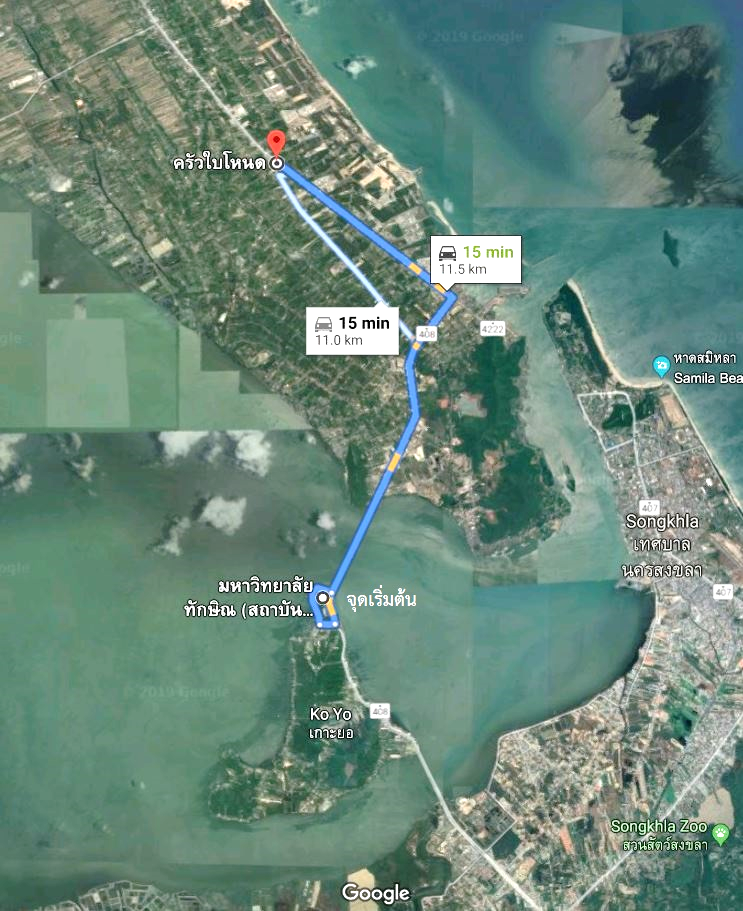 © 2019 Google
ครัวใบโหนด
15 min
11.5 km
15 min
11.0 km
408
4222
หาดสมิหลา
Samila Bea
407
Songkhla
เทศบาล
นครสงขลา
407
มหาวิทยาลัย
ทักษิณ (สถาบัน...
จุดเริ่มต้น
© 2019 Google
Ko Yo
เกาะยอ
408
Songkhla Zoo
สวนสัตว์สงขลา
Google